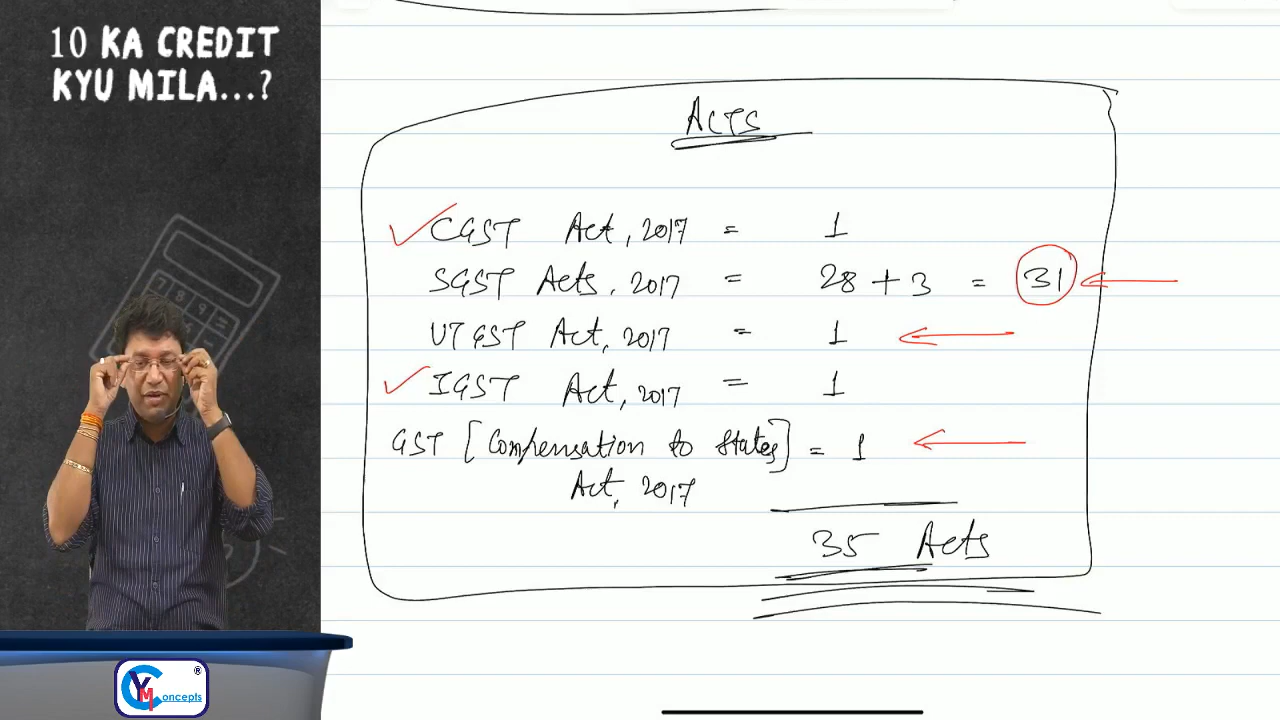 10 KA CREDIT
KYU MILA...?
ACTS
CGST Act, 2017 = 1
SGST Acts, 2017 = 28 + 3 = 31
UTGST Act, 2017 = 1
IGST Act, 2017 = 1
GST [Compensation to States] = 1
Act, 2017
35 Acts
CYM Concepts ®